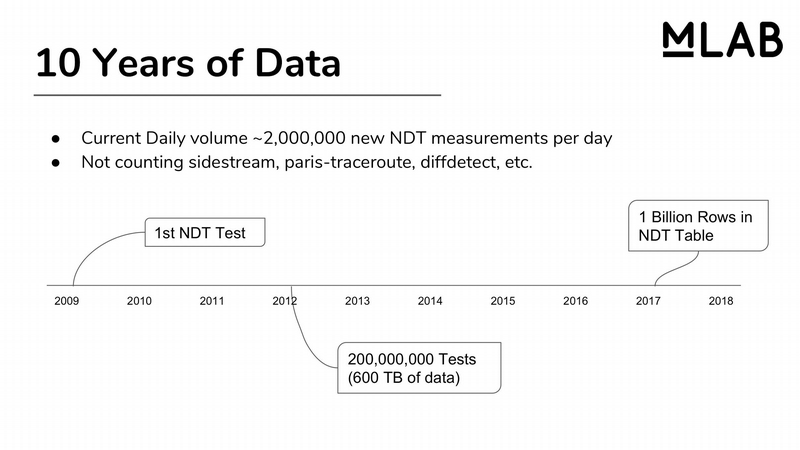 MLAB
10 Years of Data
● Current Daily volume ~2,000,000 new NDT measurements per day
● Not counting sidestream, paris-traceroute, diffdetect, etc.
1st NDT Test
1 Billion Rows in
NDT Table
2009 2010 2011 2012 2013 2014 2015 2016 2017 2018
200,000,000 Tests
(600 TB of data)